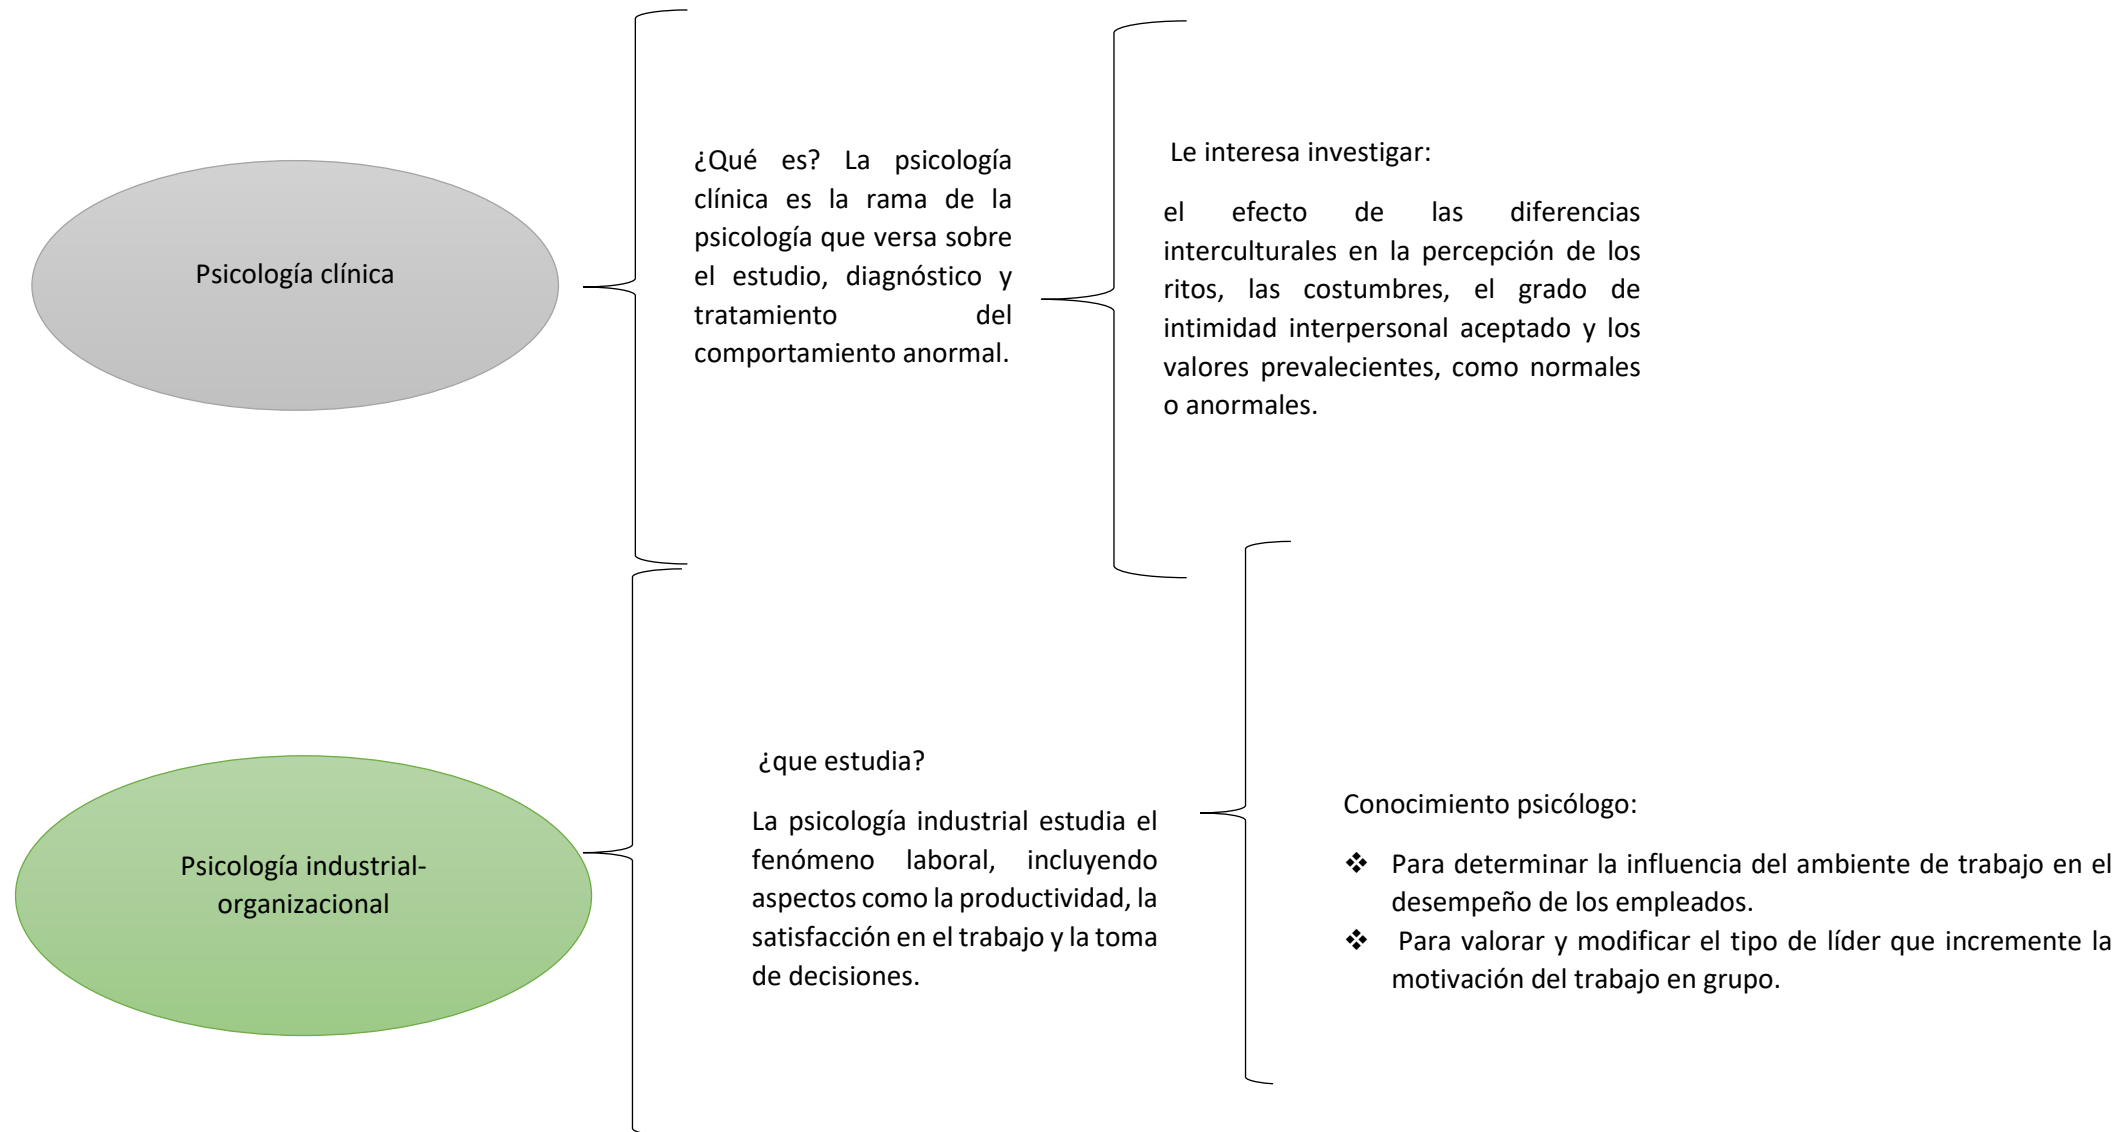 Psicología clínica
¿Qué es? La psicología
clínica es la rama de la
psicología que versa sobre
el estudio, diagnóstico y
tratamiento del
comportamiento anormal.
Le interesa investigar:
el efecto de las diferencias
interculturales en la percepción de los
ritos, las costumbres, el grado de
intimidad interpersonal aceptado y los
valores prevalecientes, como normales
o anormales.
Psicología industrial-
organizacional
¿que estudia?
La psicología industrial estudia el
fenómeno laboral, incluyendo
aspectos como la productividad, la
satisfacción en el trabajo y la toma
de decisiones.
Conocimiento psicólogo:
❖ Para determinar la influencia del ambiente de trabajo en el
desempeño de los empleados.
❖ Para valorar y modificar el tipo de líder que incremente la
motivación del trabajo en grupo.